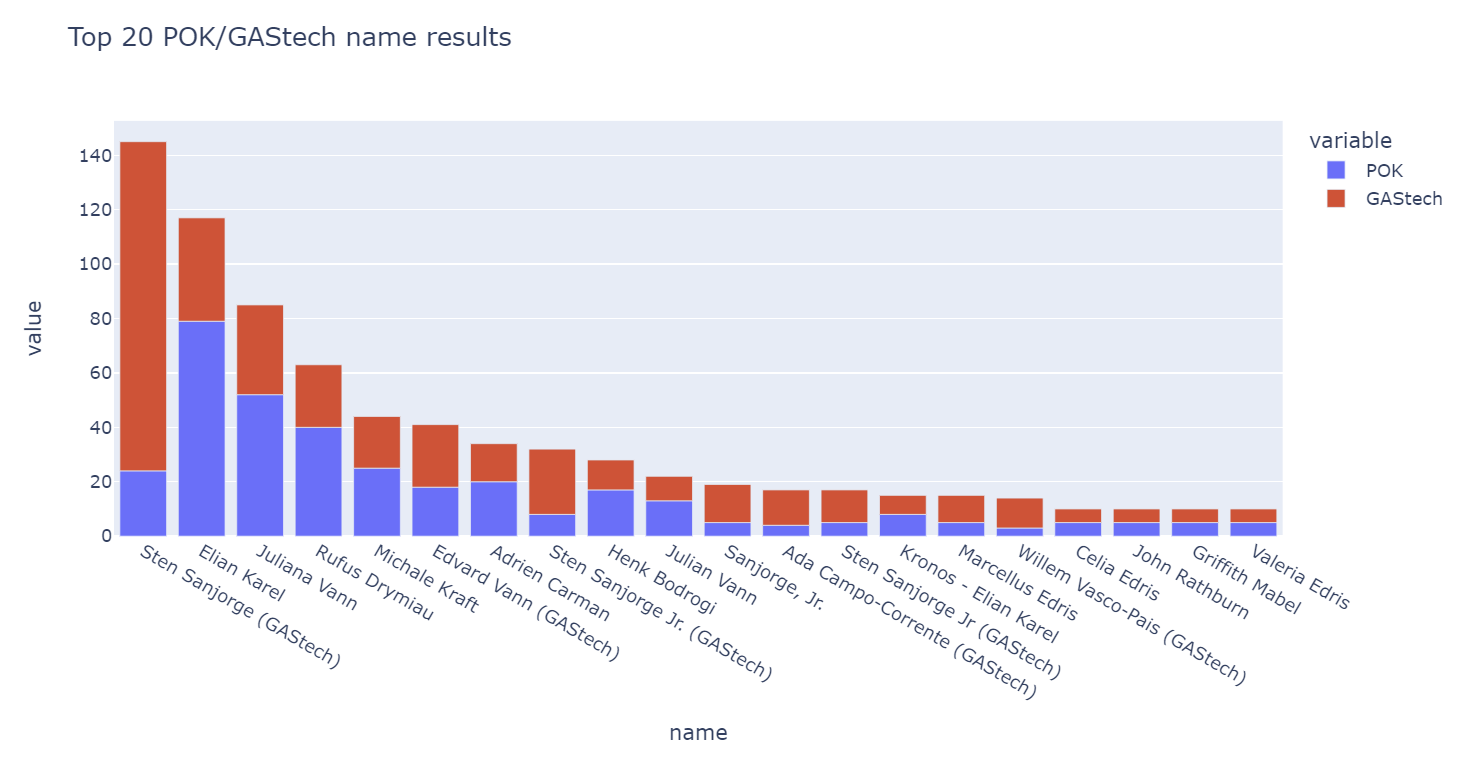 Top 20 POK/GAStech name results
variable
POK
GAStech
value
140
120
100
80
60
40
20
0
Sten Sanjorge (GAStech)
Elian Karel
Juliana Vann
Rufus Drymiau
Michale Kraft
Edvard Vann (GAStech)
Adrien Carman
Sten Sanjorge Jr. (GAStech)
Henk Bodrogi
Julian Vann
Sanjorge, Jr.
Ada Campo-Corrente (GAStech)
Sten Sanjorge Jr (GAStech)
Kronos - Elian Karel
Marcellus Edris
Willem Vasco-Pais (GAStech)
Celia Edris
John Rathburn
Griffith Mabel
Valeria Edris
name